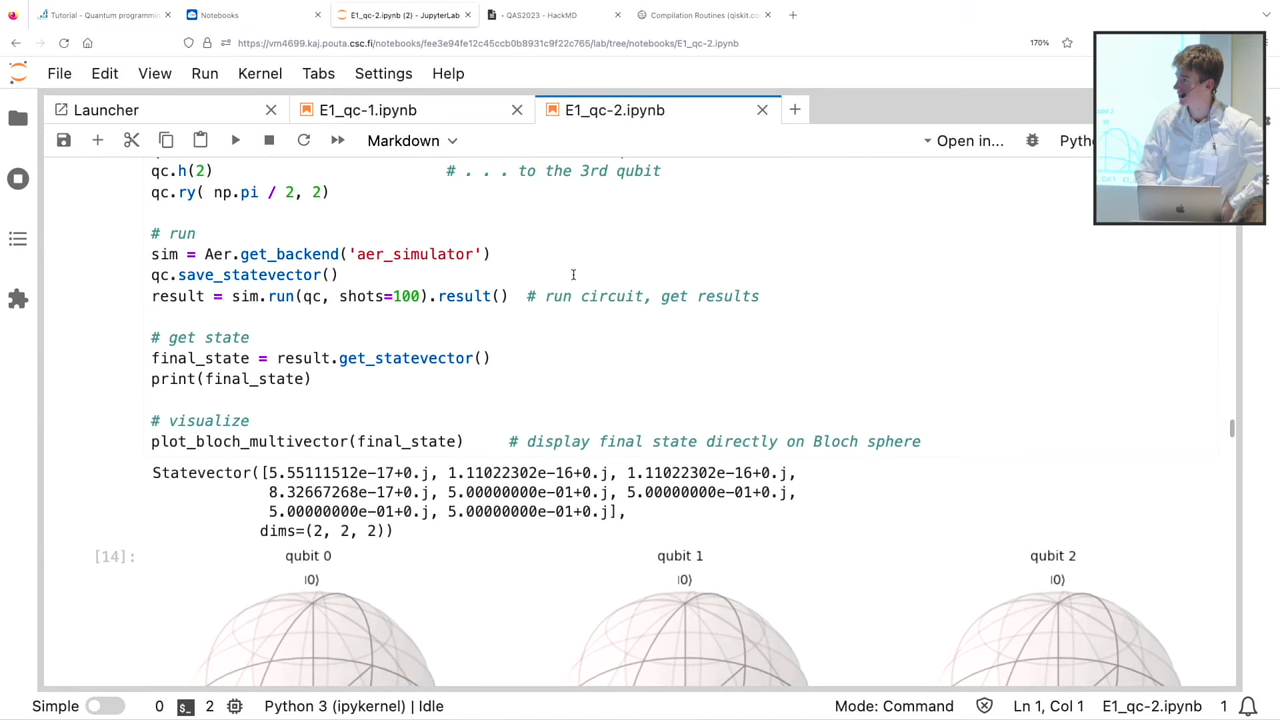 Tutorial - Quantum programmin
Notebooks
E1_qc-2.ipynb (2) - JupyterLab
- QAS2023 - HackMD
Compilation Routines (qiskit.co
https://vm4699.kaj.pouta.csc.fi/notebooks/fee3e94fe12c45ccb0b8931c9f22c765/lab/tree/notebooks/E1_qc-2.ipynb
170%
File Edit View Run Kernel Tabs Settings Help
Launcher
E1_qc-1.ipynb
E1_qc-2.ipynb
Markdown
Open in...
Pytho
qc.h(2) # . . . to the 3rd qubit
qc.ry( np.pi / 2, 2)
# run
sim = Aer.get_backend('aer_simulator')
qc.save_statevector()
result = sim.run(qc, shots=100).result() # run circuit, get results
# get state
final_state = result.get_statevector()
print(final_state)
# visualize
plot_bloch_multivector(final_state) # display final state directly on Bloch sphere
Statevector([5.55111512e-17+0.j, 1.11022302e-16+0.j, 1.11022302e-16+0.j,
8.32667268e-17+0.j, 5.00000000e-01+0.j, 5.00000000e-01+0.j,
5.00000000e-01+0.j, 5.00000000e-01+0.j],
dims=(2, 2, 2))
[14]:
qubit 0 qubit 1 qubit 2
|0⟩ |0⟩ |0⟩
Simple 0 2 Python 3 (ipykernel) | Idle Mode: Command Ln 1, Col 1 E1_qc-2.ipynb 1